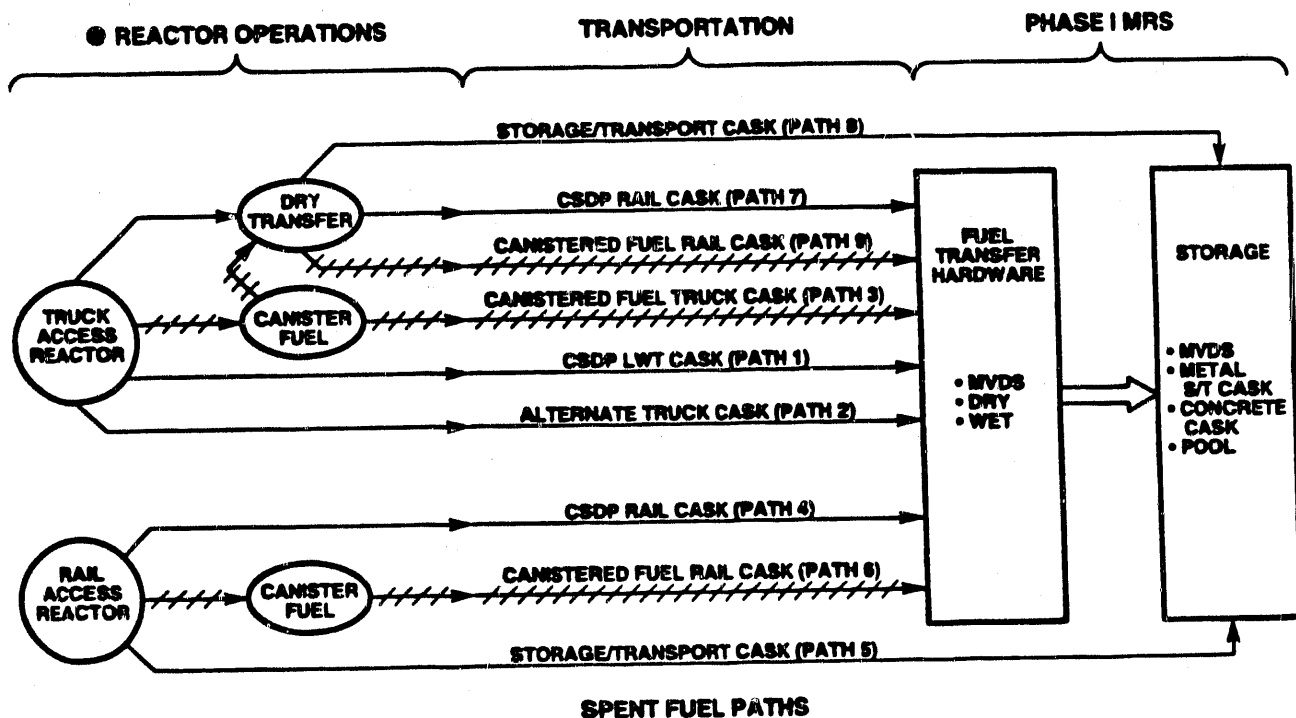 ● REACTOR OPERATIONS
TRANSPORTATION
PHASE I MRS
STORAGE/TRANSPORT CASK (PATH 8)
DRY
TRANSFER
CSDP RAIL CASK (PATH 7)
CANISTERED FUEL RAIL CASK (PATH 9)
TRUCK
ACCESS
REACTOR
CANISTER
FUEL
CANISTERED FUEL TRUCK CASK (PATH 3)
CSDP LWT CASK (PATH 1)
ALTERNATE TRUCK CASK (PATH 2)
FUEL
TRANSFER
HARDWARE
• MVDS
• DRY
• WET
STORAGE
• MVDS
• METAL
S/T CASK
• CONCRETE
CASK
• POOL
RAIL
ACCESS
REACTOR
CSDP RAIL CASK (PATH 4)
CANISTER
FUEL
CANISTERED FUEL RAIL CASK (PATH 6)
STORAGE/TRANSPORT CASK (PATH 5)
SPENT FUEL PATHS